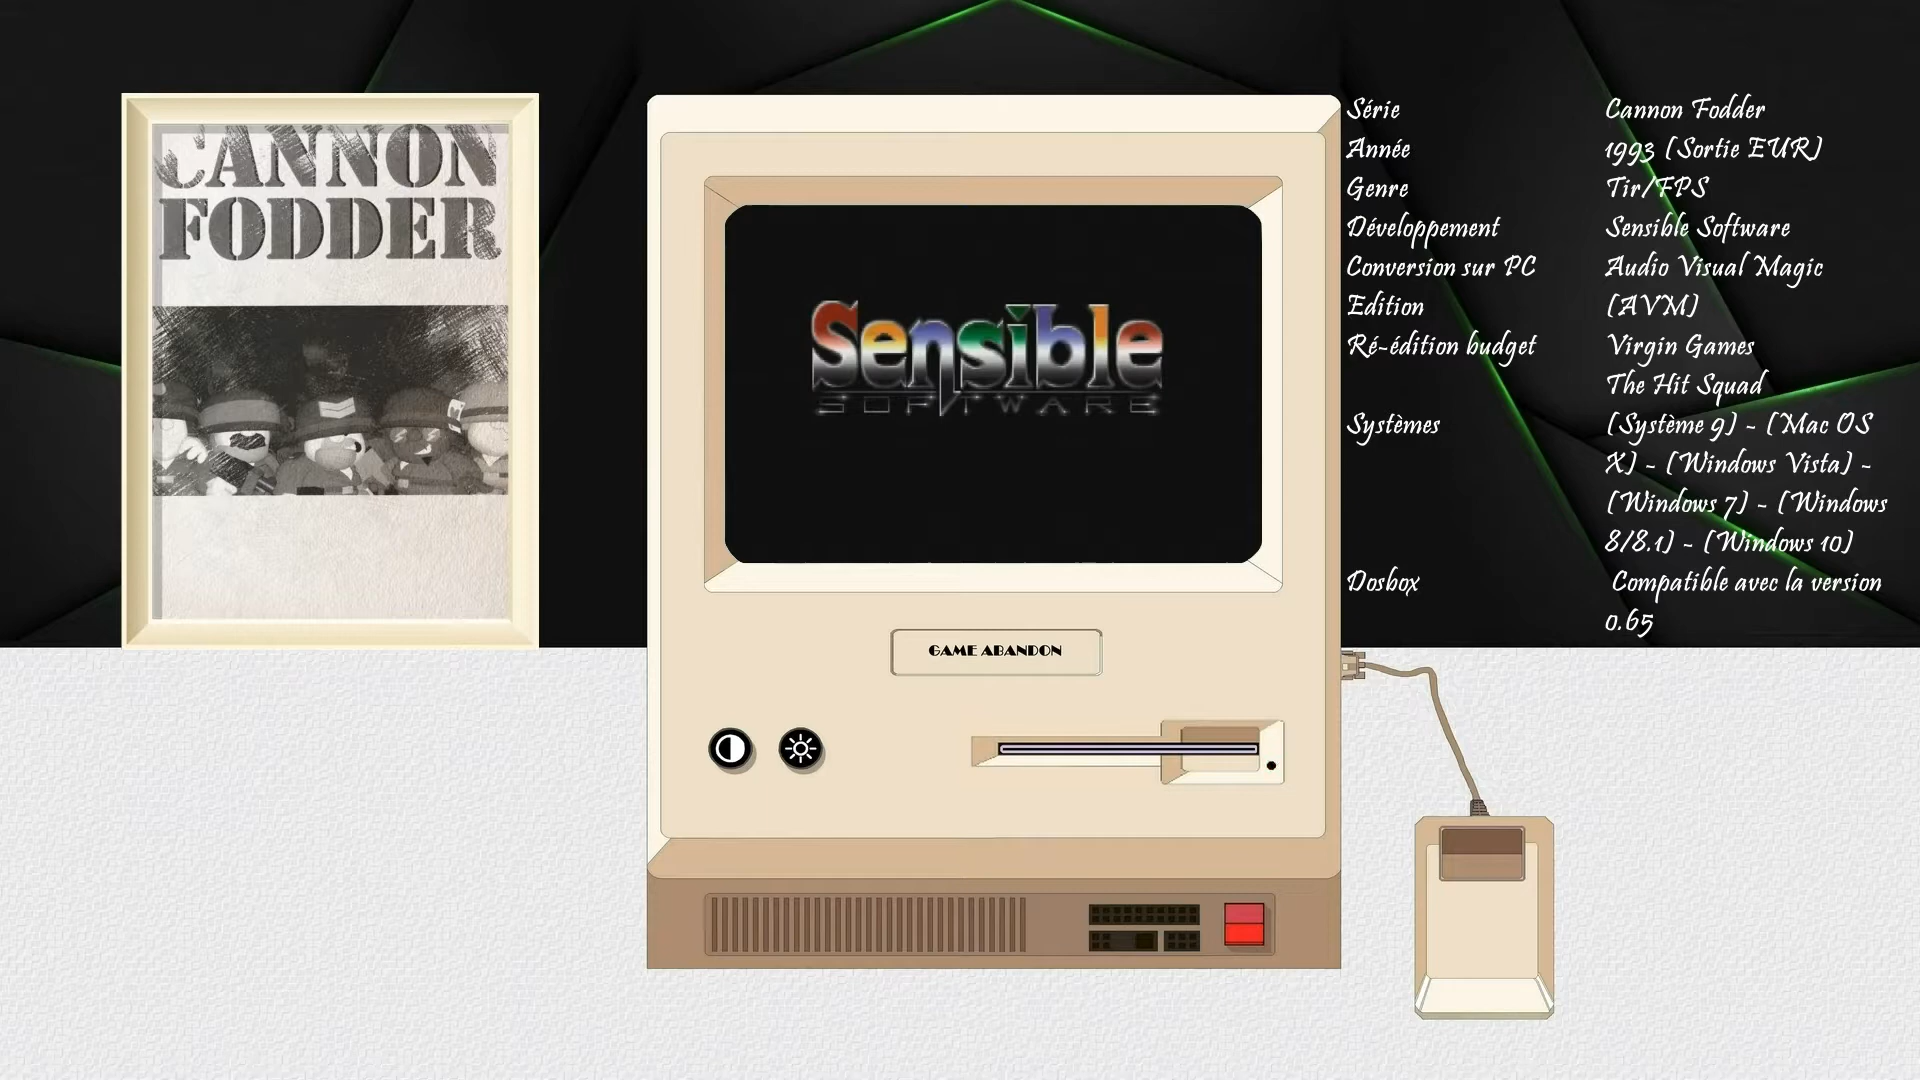 CANNON
FODDER
Sensible
SOFTWARE
GAME ABANDON
Série Cannon Fodder
Année 1993 (Sortie EUR)
Genre Tir/FPS
Développement Sensible Software
Conversion sur PC Audio Visual Magic
Edition (AVM)
Ré-édition budget Virgin Games
The Hit Squad
Systèmes (Système 9) - (Mac OS
X) - (Windows Vista) -
(Windows 7) - (Windows
8/8.1) - (Windows 10)
Dosbox Compatible avec la version
0.65